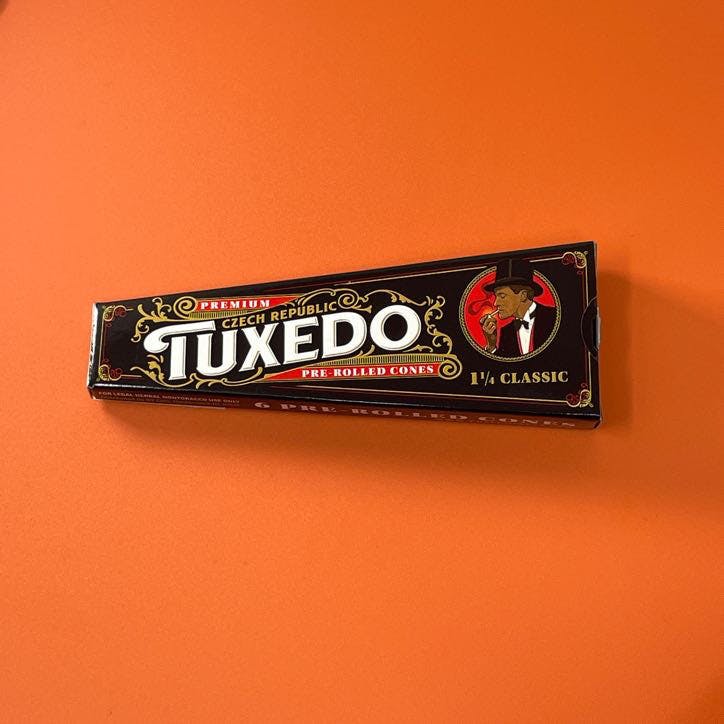 PREMIUM
CZECH REPUBLIC
TUXEDO
PRE-ROLLED CONES
1¼ CLASSIC
FOR LEGAL HERBAL NONTOBACCO USE ONLY
6 PRE-ROLLED CONES